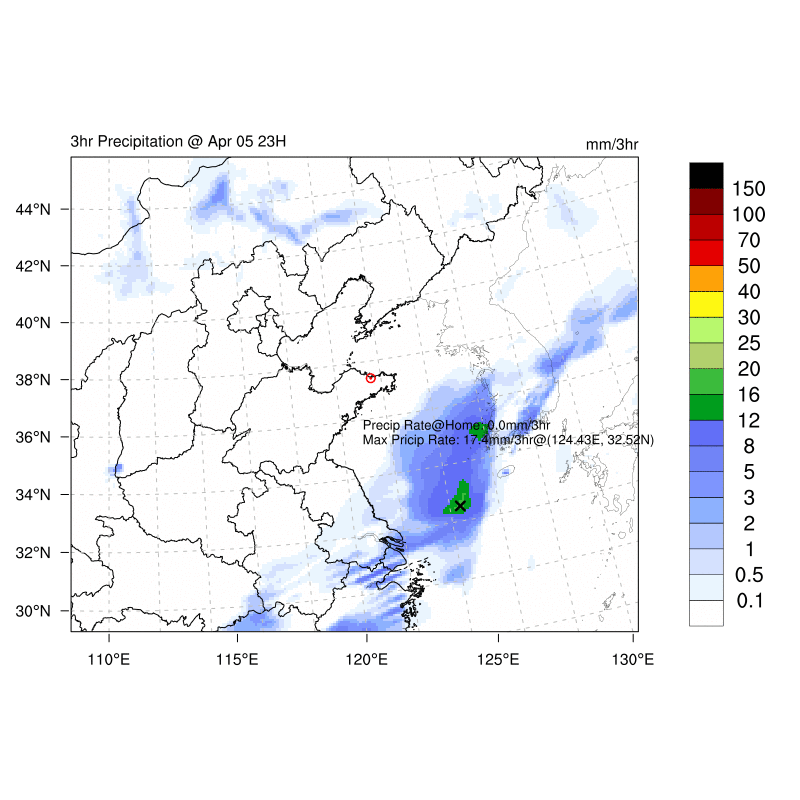 3hr Precipitation @ Apr 05 23H
mm/3hr
44°N
42°N
40°N
38°N
36°N
34°N
32°N
30°N
110°E
115°E
120°E
125°E
130°E
Precip Rate@Home: 0.0mm/3hr
Max Pricip Rate: 17.4mm/3hr@(124.43E, 32.52N)
150
100
70
50
40
30
25
20
16
12
8
5
3
2
1
0.5
0.1